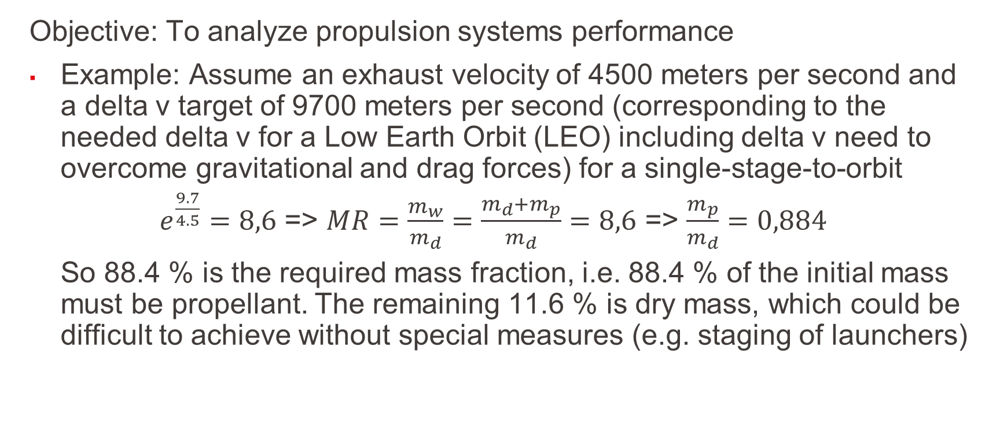 Objective: To analyze propulsion systems performance
▪ Example: Assume an exhaust velocity of 4500 meters per second and
a delta v target of 9700 meters per second (corresponding to the
needed delta v for a Low Earth Orbit (LEO) including delta v need to
overcome gravitational and drag forces) for a single-stage-to-orbit
$e^{\frac{9.7}{4.5}} = 8,6 => MR = \frac{m_w}{m_d} = \frac{m_d+m_p}{m_d} = 8,6 => \frac{m_p}{m_d} = 0,884$
So 88.4 % is the required mass fraction, i.e. 88.4 % of the initial mass
must be propellant. The remaining 11.6 % is dry mass, which could be
difficult to achieve without special measures (e.g. staging of launchers)